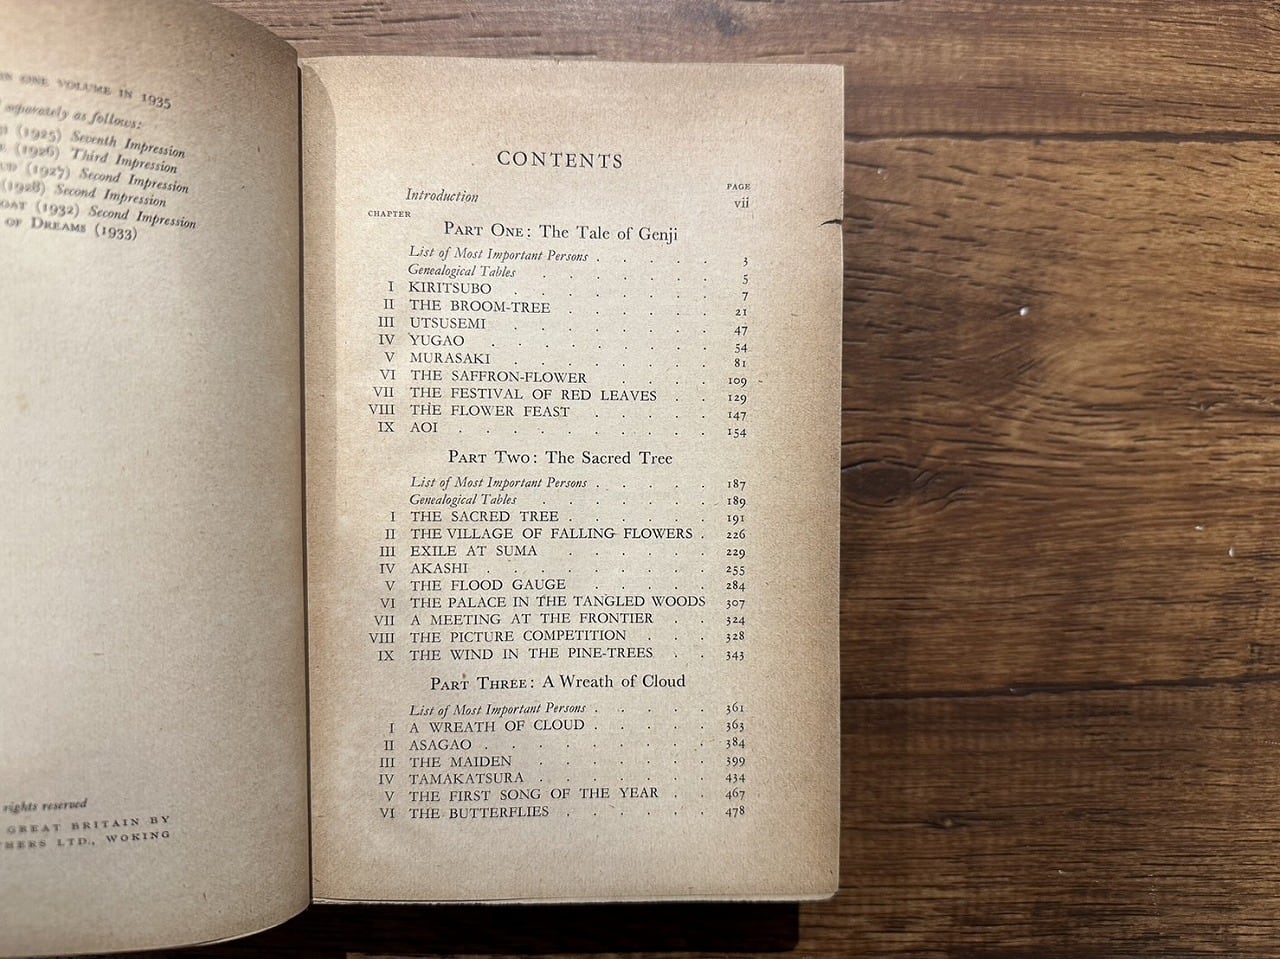 ON ONE VOLUME IN 1935
separately as follows:
(1925) Seventh Impression
(1926) Third Impression
(1927) Second Impression
(1928) Second Impression
(1932) Second Impression
OF DREAMS (1933)
rights reserved
GREAT BRITAIN BY
LTD., WOKING
CONTENTS
PAGE
Introduction vii
CHAPTER
PART ONE: The Tale of Genji
List of Most Important Persons . . . . . . 3
Genealogical Tables . . . . . . . 5
I KIRITSUBO . . . . . . . . 7
II THE BROOM-TREE . . . . . . 21
III UTSUSEMI . . . . . . . . 47
IV YUGAO . . . . . . . . . 54
V MURASAKI . . . . . . . . 81
VI THE SAFFRON-FLOWER . . . . 109
VII THE FESTIVAL OF RED LEAVES . . 129
VIII THE FLOWER FEAST . . . . . 147
IX AOI . . . . . . . . . . 154
PART TWO: The Sacred Tree
List of Most Important Persons . . . . . 187
Genealogical Tables . . . . . . . 189
I THE SACRED TREE . . . . . . 191
II THE VILLAGE OF FALLING FLOWERS . 226
III EXILE AT SUMA . . . . . . 229
IV AKASHI . . . . . . . . . 255
V THE FLOOD GAUGE . . . . . 284
VI THE PALACE IN THE TANGLED WOODS 307
VII A MEETING AT THE FRONTIER . . 324
VIII THE PICTURE COMPETITION . . . 328
IX THE WIND IN THE PINE-TREES . . 343
PART THREE: A Wreath of Cloud
List of Most Important Persons . . . . . 361
I A WREATH OF CLOUD . . . . . 363
II ASAGAO . . . . . . . . . 384
III THE MAIDEN . . . . . . . 399
IV TAMAKATSURA . . . . . . . 434
V THE FIRST SONG OF THE YEAR . . 467
VI THE BUTTERFLIES . . . . . . 478